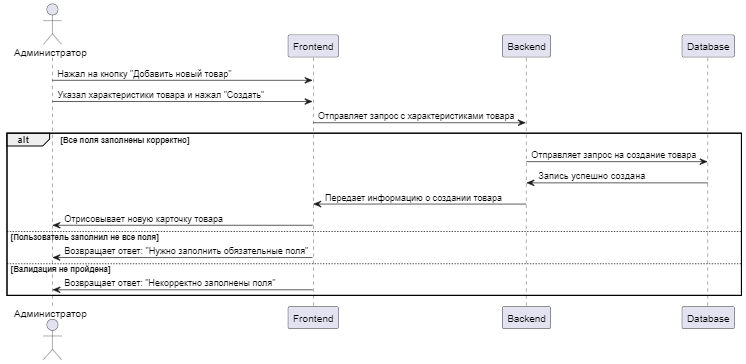 Администратор
Frontend
Backend
Database
Нажал на кнопку "Добавить новый товар"
Указал характеристики товара и нажал "Создать"
Отправляет запрос с характеристиками товара
alt
[Все поля заполнены корректно]
Отправляет запрос на создание товара
Запись успешно создана
Передает информацию о создании товара
Отрисовывает новую карточку товара
[Пользователь заполнил не все поля]
Возвращает ответ: "Нужно заполнить обязательные поля"
[Валидация не пройдена]
Возвращает ответ: "Некорректно заполнены поля"
Администратор
Frontend
Backend
Database